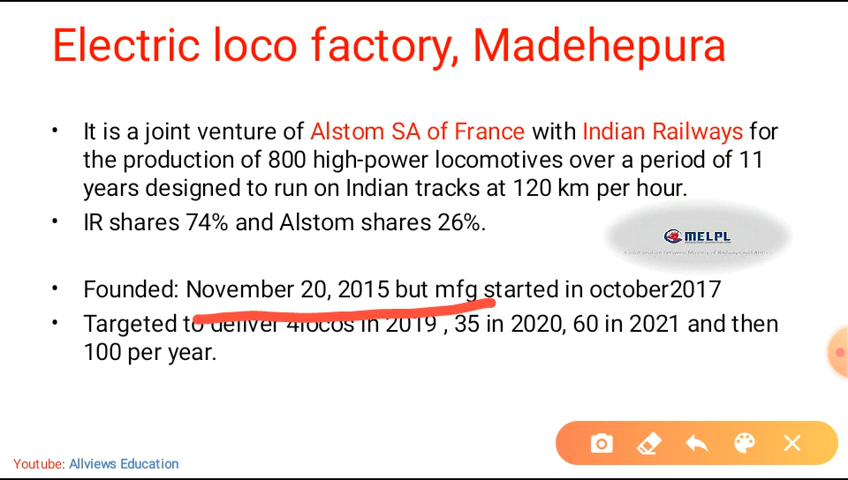 Electric loco factory, Madehepura
• It is a joint venture of Alstom SA of France with Indian Railways for
the production of 800 high-power locomotives over a period of 11
years designed to run on Indian tracks at 120 km per hour.
• IR shares 74% and Alstom shares 26%.
MELPL
• Founded: November 20, 2015 but mfg started in october2017
• Targeted to deliver 4locos in 2019 , 35 in 2020, 60 in 2021 and then
100 per year.
Youtube: Allviews Education